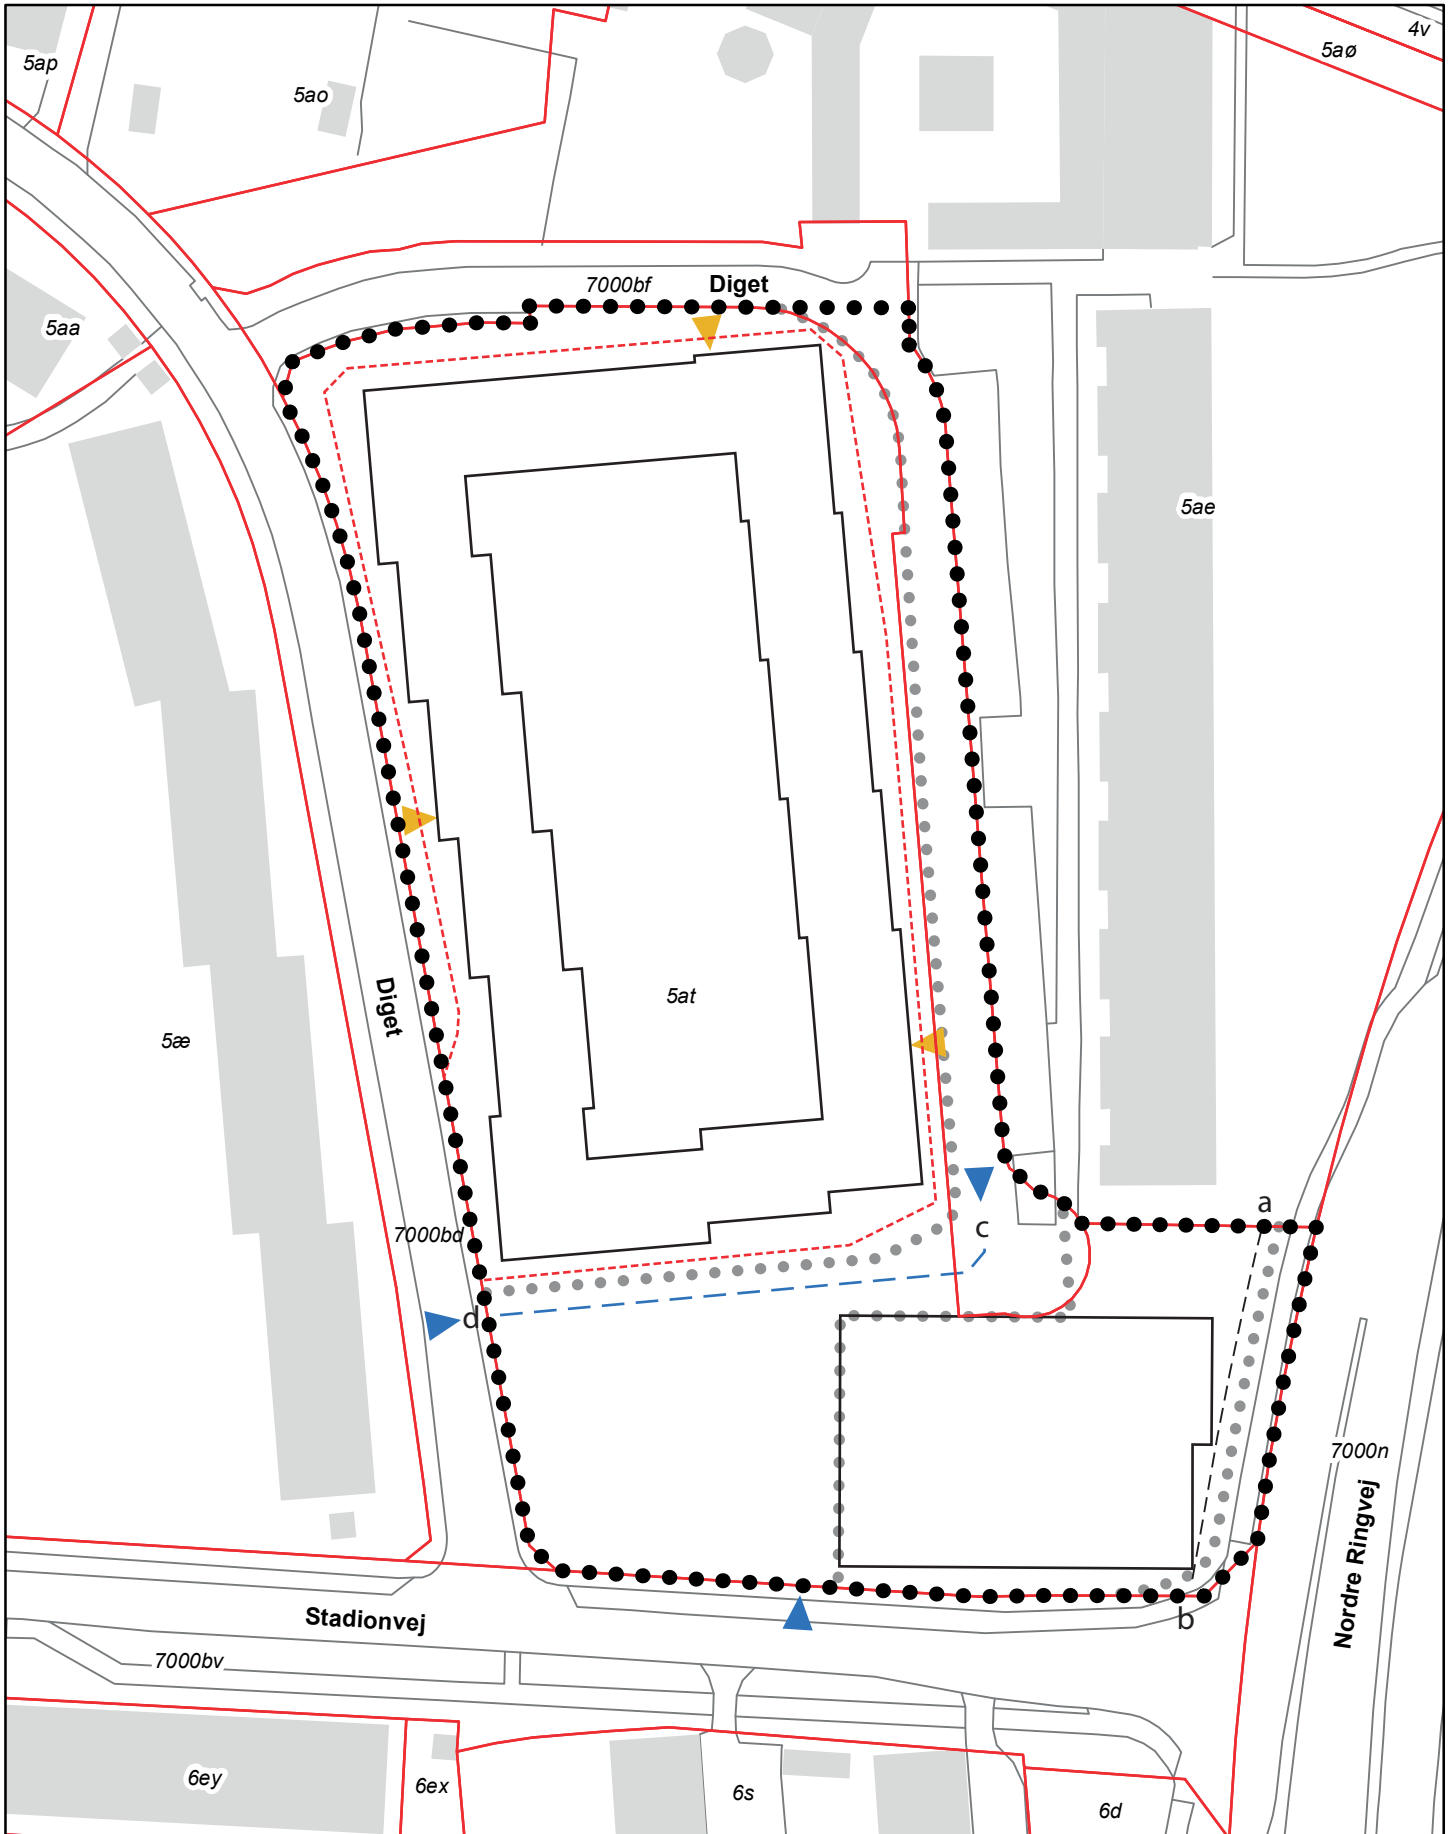 4v
5aø
5ap
5ao
7000bf
Diget
5aa
5ae
5at
Diget
5æ
a
c
7000bd
d
7000n
Nordre Ringvej
b
Stadionvej
7000bv
6ey
6ex
6s
6d